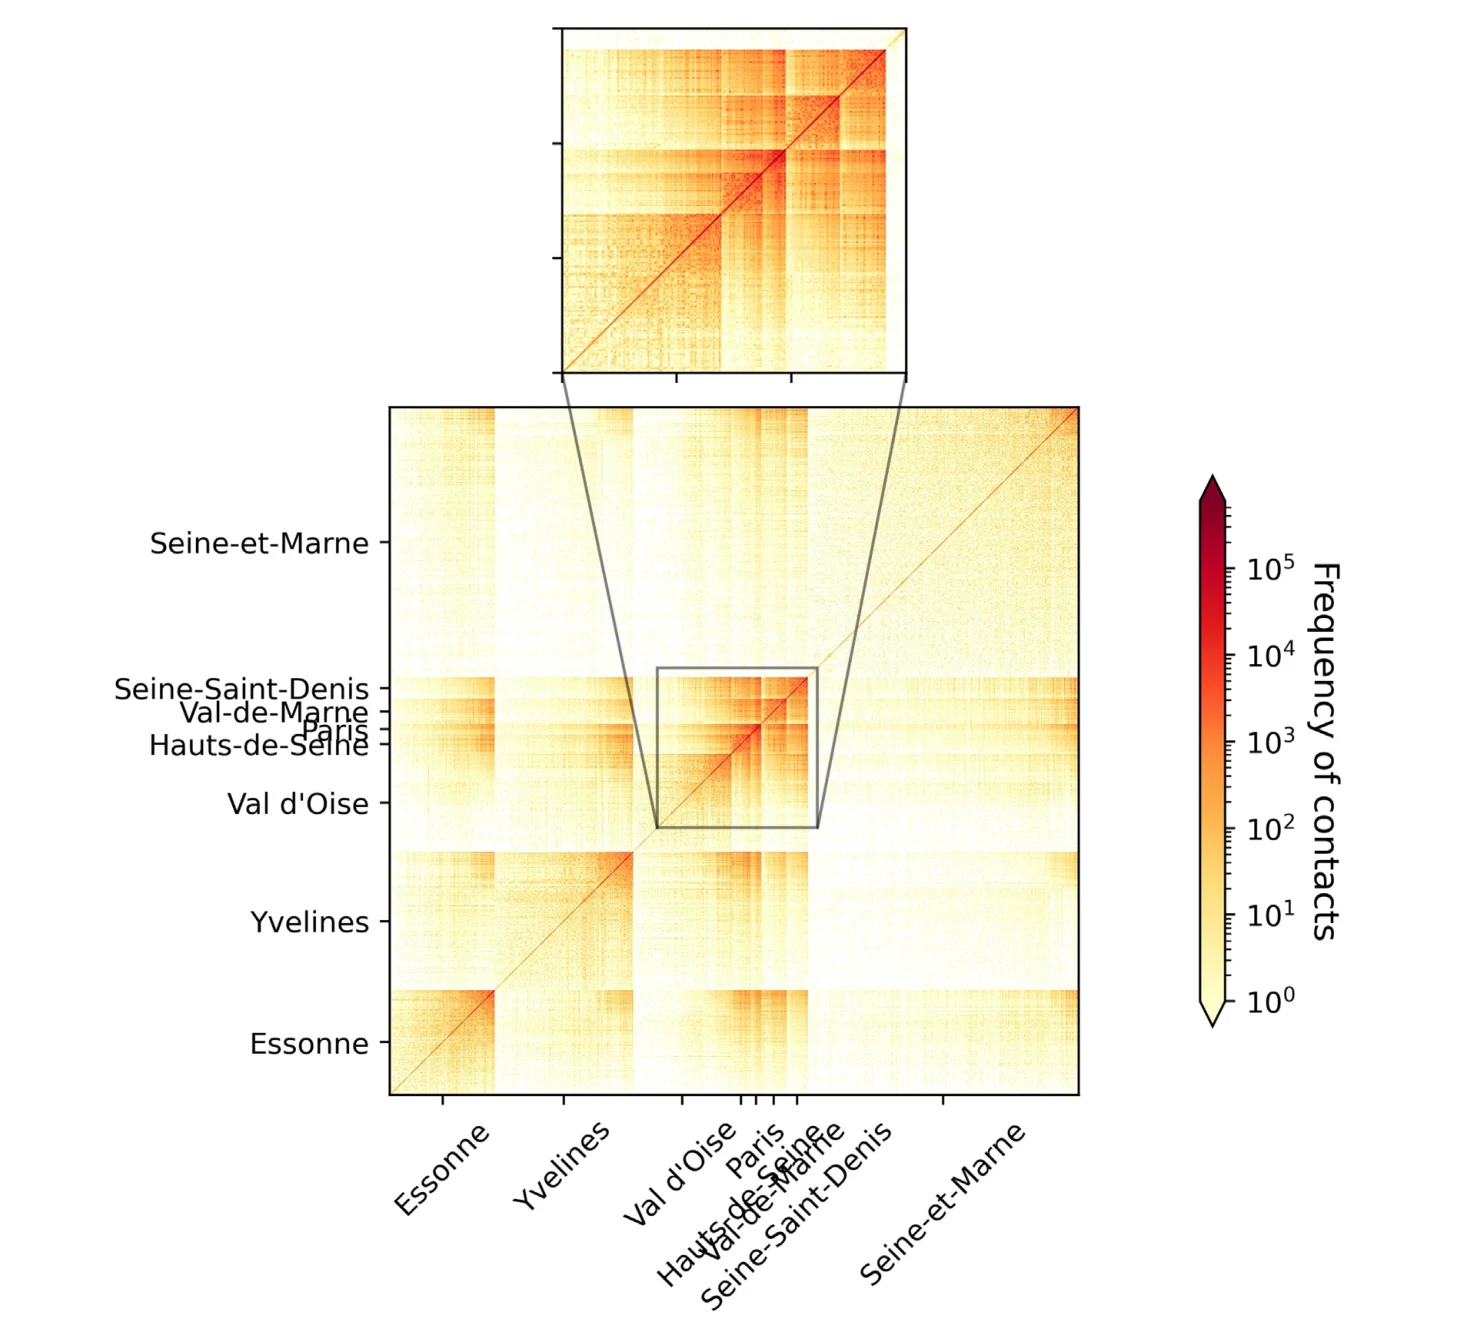 Seine-et-Marne
Seine-Saint-Denis
Val-de-Marne
Paris
Hauts-de-Seine
Val d'Oise
Yvelines
Essonne
Essonne
Yvelines
Val d'Oise
Paris
Hauts-de-Seine
Val-de-Marne
Seine-Saint-Denis
Seine-et-Marne
10⁵
10⁴
10³
10²
10¹
10⁰
Frequency of contacts